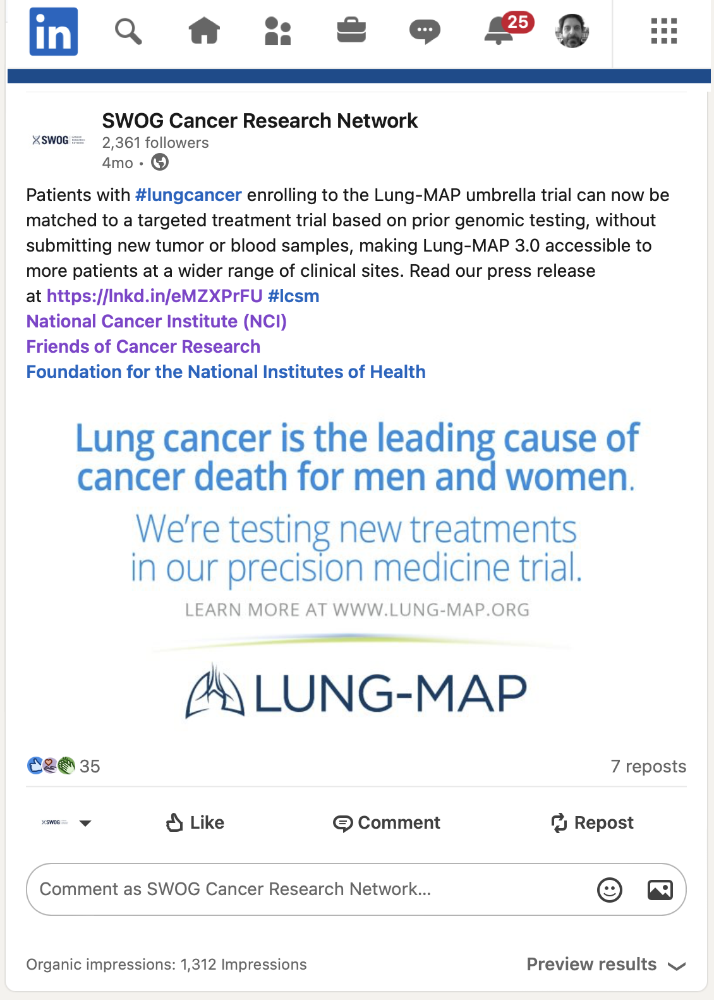 in
25
SWOG Cancer Research Network
SWOG CANCER RESEARCH NETWORK
2,361 followers
4mo •
Patients with #lungcancer enrolling to the Lung-MAP umbrella trial can now be
matched to a targeted treatment trial based on prior genomic testing, without
submitting new tumor or blood samples, making Lung-MAP 3.0 accessible to
more patients at a wider range of clinical sites. Read our press release
at https://lnkd.in/eMZXPrFU #lcsm
National Cancer Institute (NCI)
Friends of Cancer Research
Foundation for the National Institutes of Health
Lung cancer is the leading cause of
cancer death for men and women.
We're testing new treatments
in our precision medicine trial.
LEARN MORE AT WWW.LUNG-MAP.ORG
LUNG-MAP
35
7 reposts
SWOG
Like
Comment
Repost
Comment as SWOG Cancer Research Network...
Organic impressions: 1,312 Impressions
Preview results